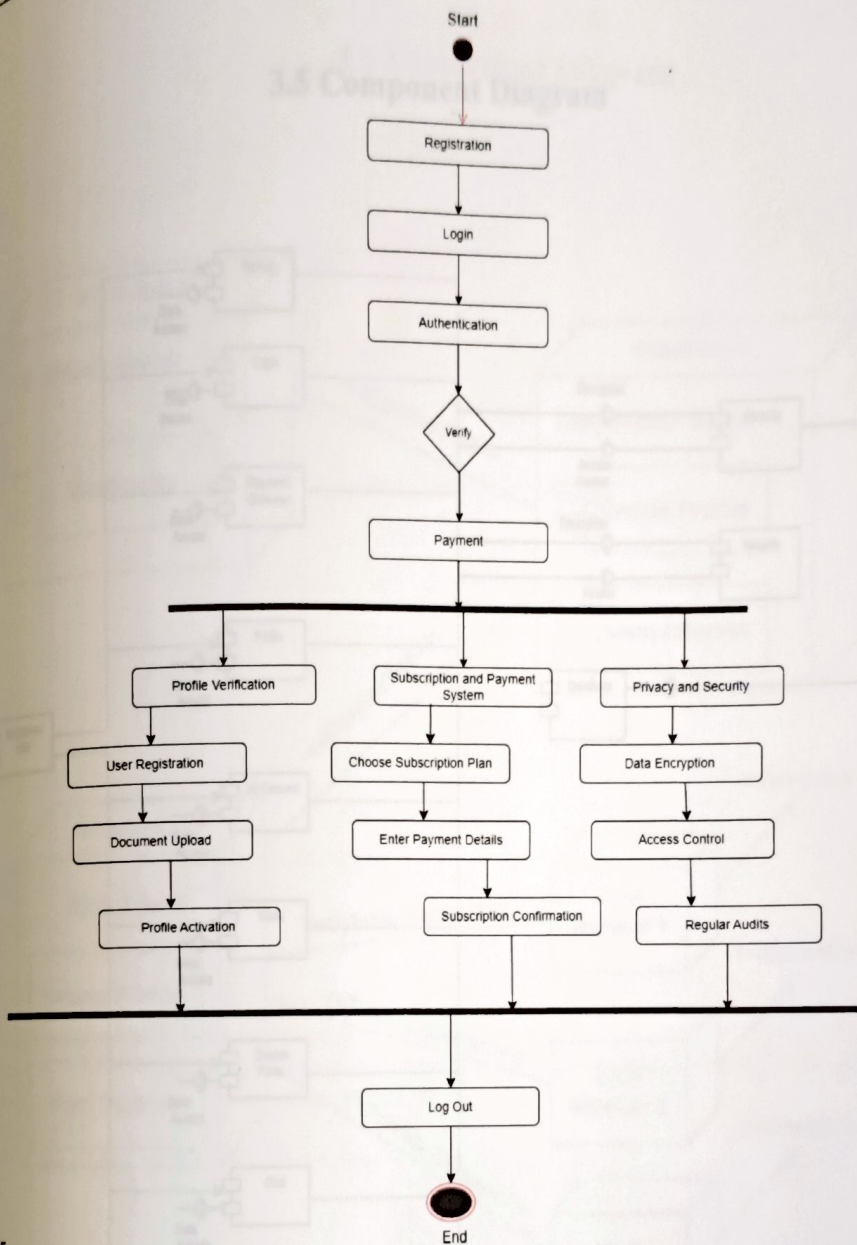 Start
3.5 Component Diagram
Registration
Login
Authentication
Verify
Payment
Profile Verification
Subscription and Payment
System
Privacy and Security
User Registration
Choose Subscription Plan
Data Encryption
Document Upload
Enter Payment Details
Access Control
Profile Activation
Subscription Confirmation
Regular Audits
Log Out
End